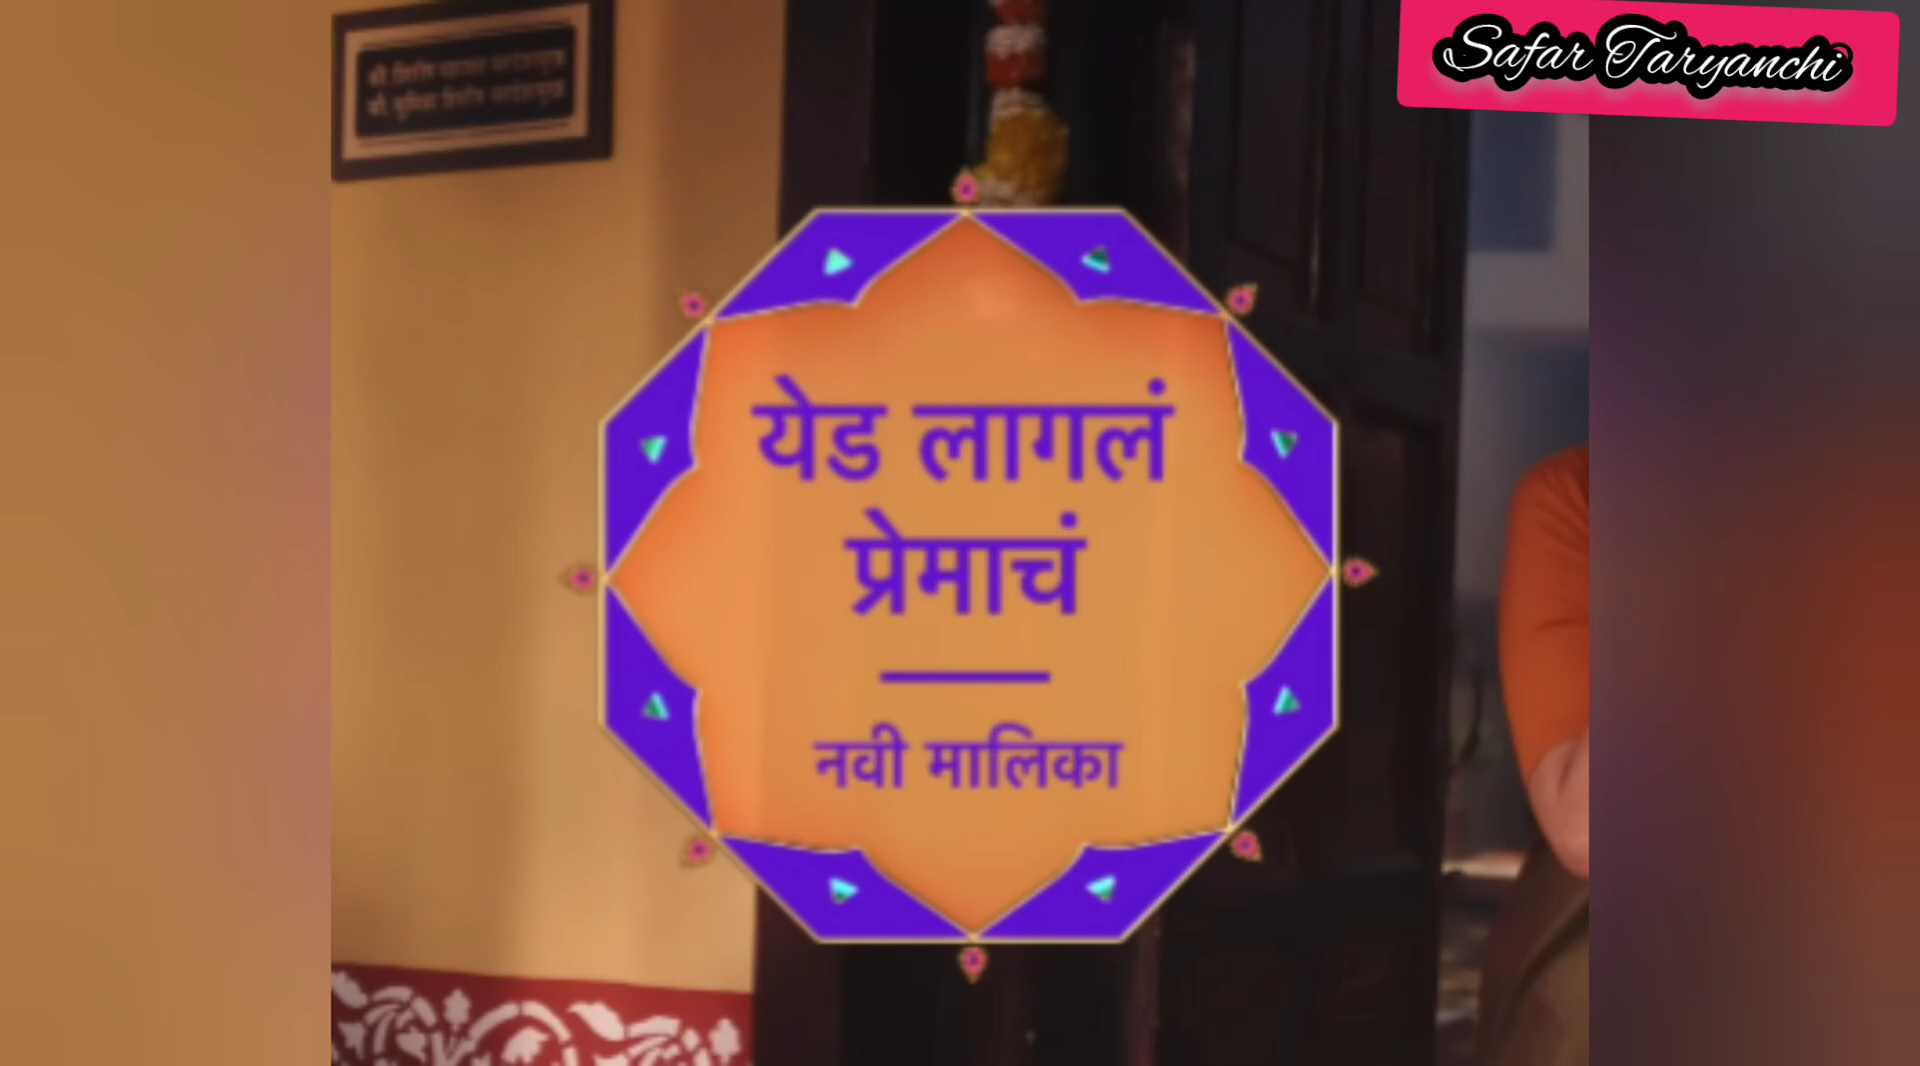 Safar Taryanchi
येड लागलं
प्रेमाचं
नवी मालिका